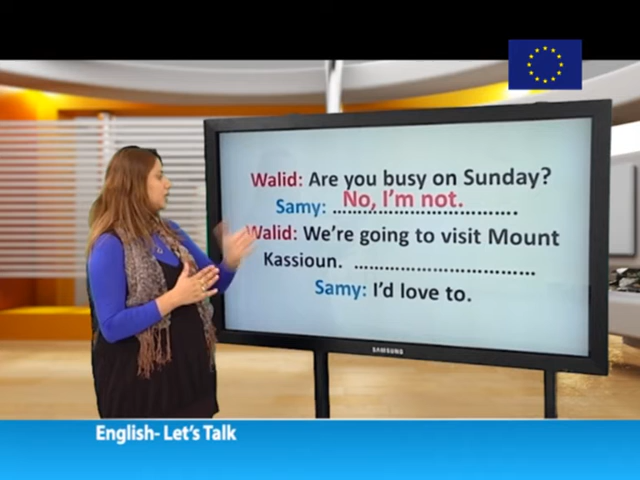 Walid: Are you busy on Sunday?
No, I'm not.
Samy: ....................................
Walid: We're going to visit Mount
Kassioun. ....................................
Samy: I'd love to.
SAMSUNG
English- Let's Talk